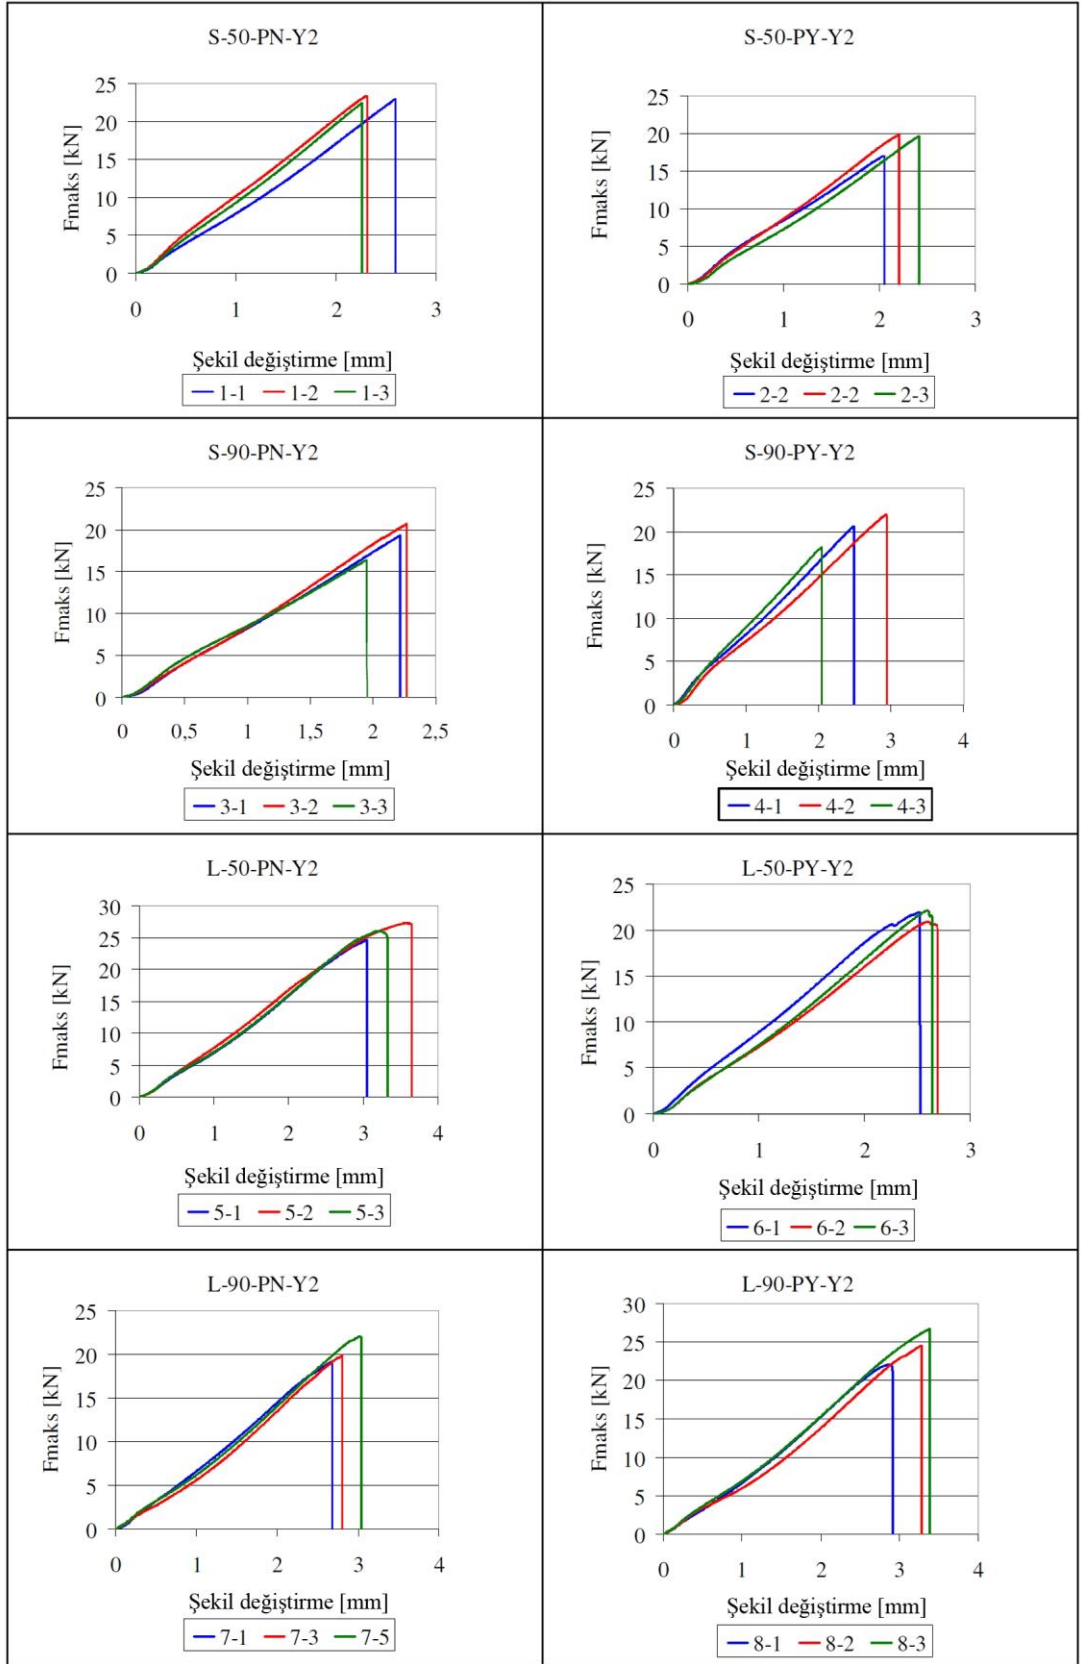 S-50-PN-Y2
Fmaks [kN]
25
20
15
10
5
0
0 1 2 3
Şekil değiştirme [mm]
1-1 1-2 1-3
S-50-PY-Y2
Fmaks [kN]
25
20
15
10
5
0
0 1 2 3
Şekil değiştirme [mm]
2-2 2-2 2-3
S-90-PN-Y2
Fmaks [kN]
25
20
15
10
5
0
0 0,5 1 1,5 2 2,5
Şekil değiştirme [mm]
3-1 3-2 3-3
S-90-PY-Y2
Fmaks [kN]
25
20
15
10
5
0
0 1 2 3 4
Şekil değiştirme [mm]
4-1 4-2 4-3
L-50-PN-Y2
Fmaks [kN]
30
25
20
15
10
5
0
0 1 2 3 4
Şekil değiştirme [mm]
5-1 5-2 5-3
L-50-PY-Y2
Fmaks [kN]
25
20
15
10
5
0
0 1 2 3
Şekil değiştirme [mm]
6-1 6-2 6-3
L-90-PN-Y2
Fmaks [kN]
25
20
15
10
5
0
0 1 2 3 4
Şekil değiştirme [mm]
7-1 7-3 7-5
L-90-PY-Y2
Fmaks [kN]
30
25
20
15
10
5
0
0 1 2 3 4
Şekil değiştirme [mm]
8-1 8-2 8-3